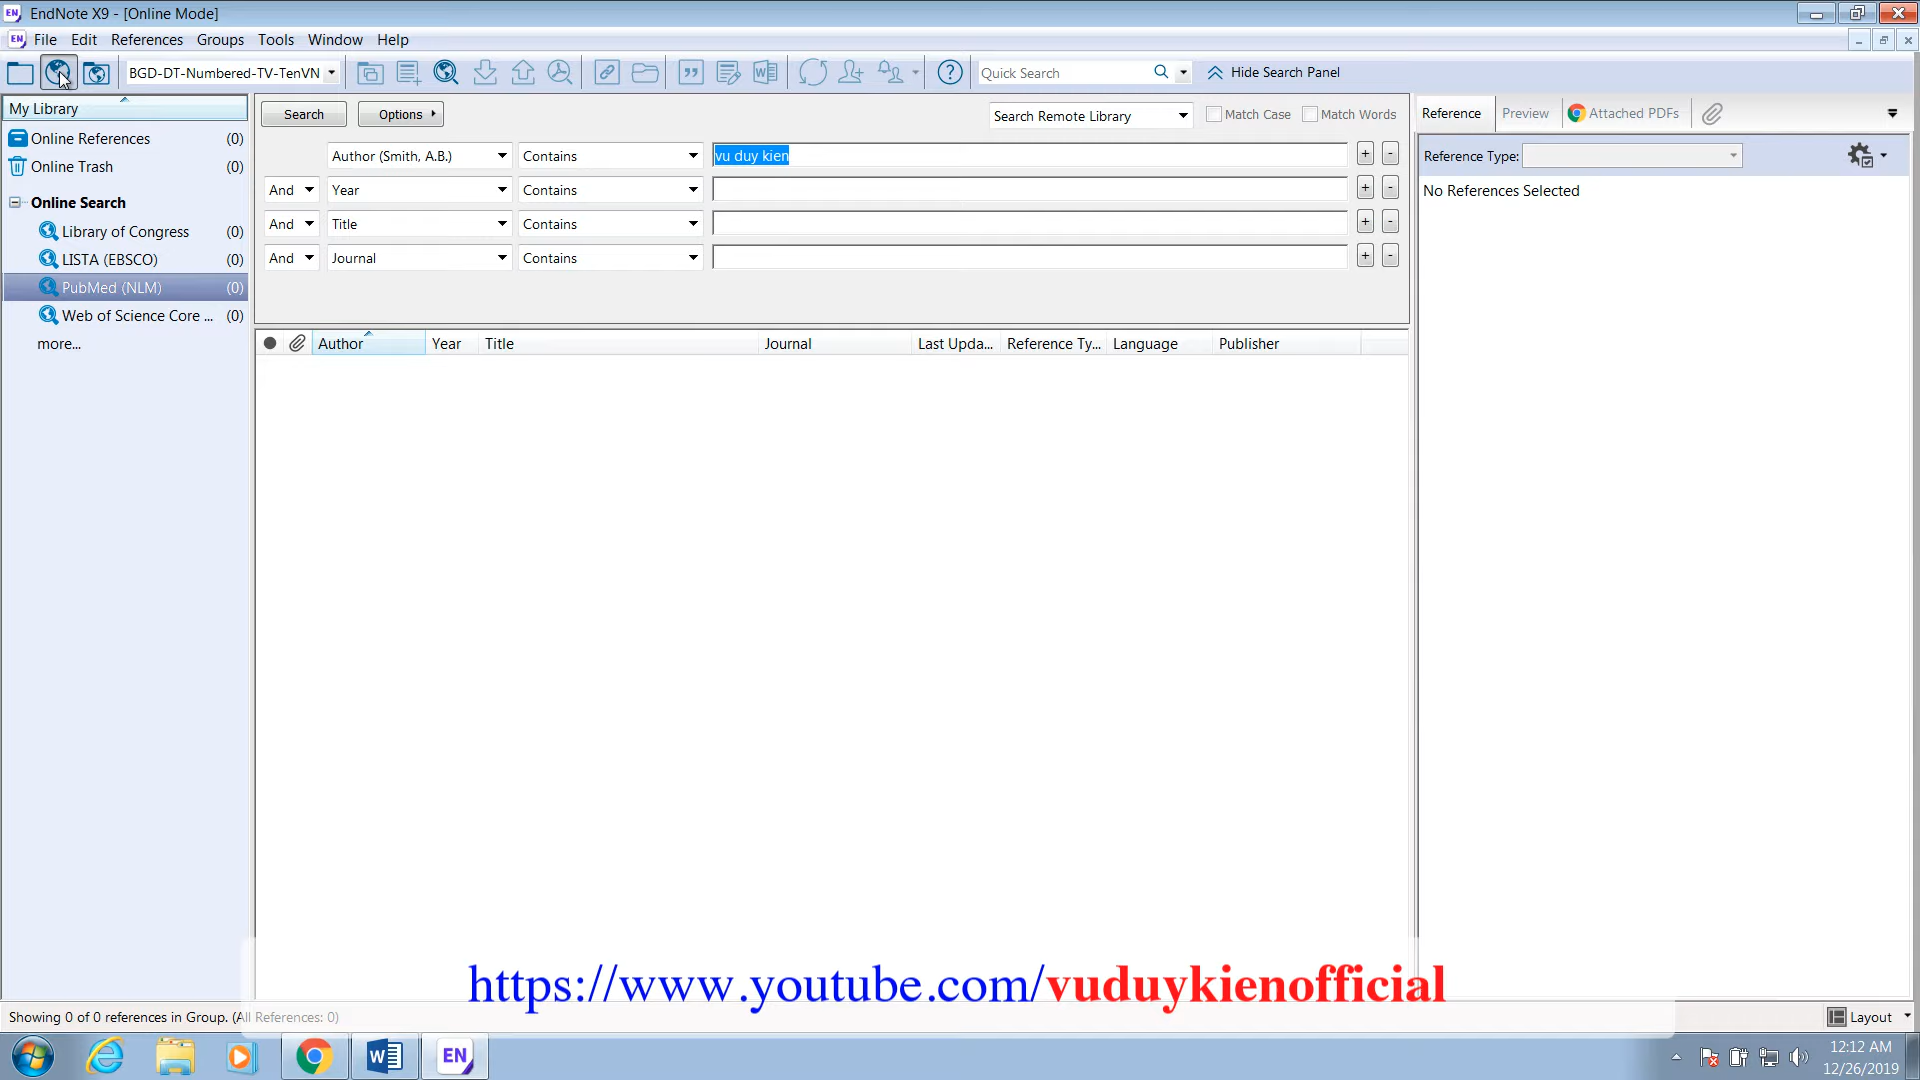 EN EndNote X9 - [Online Mode]
EN File Edit References Groups Tools Window Help
BGD-DT-Numbered-TV-TenVN Quick Search Hide Search Panel
My Library
Online References (0)
Online Trash (0)
Online Search
Library of Congress (0)
LISTA (EBSCO) (0)
PubMed (NLM) (0)
Web of Science Core ... (0)
more...
Search Options Search Remote Library Match Case Match Words
Author (Smith, A.B.) Contains vu duy kien + -
And Year Contains + -
And Title Contains + -
And Journal Contains + -
Author Year Title Journal Last Upda... Reference Ty... Language Publisher
Reference Preview Attached PDFs
Reference Type:
No References Selected
https://www.youtube.com/vuduykienofficial
Showing 0 of 0 references in Group. (All References: 0)
Layout
EN
12:12 AM
12/26/2019